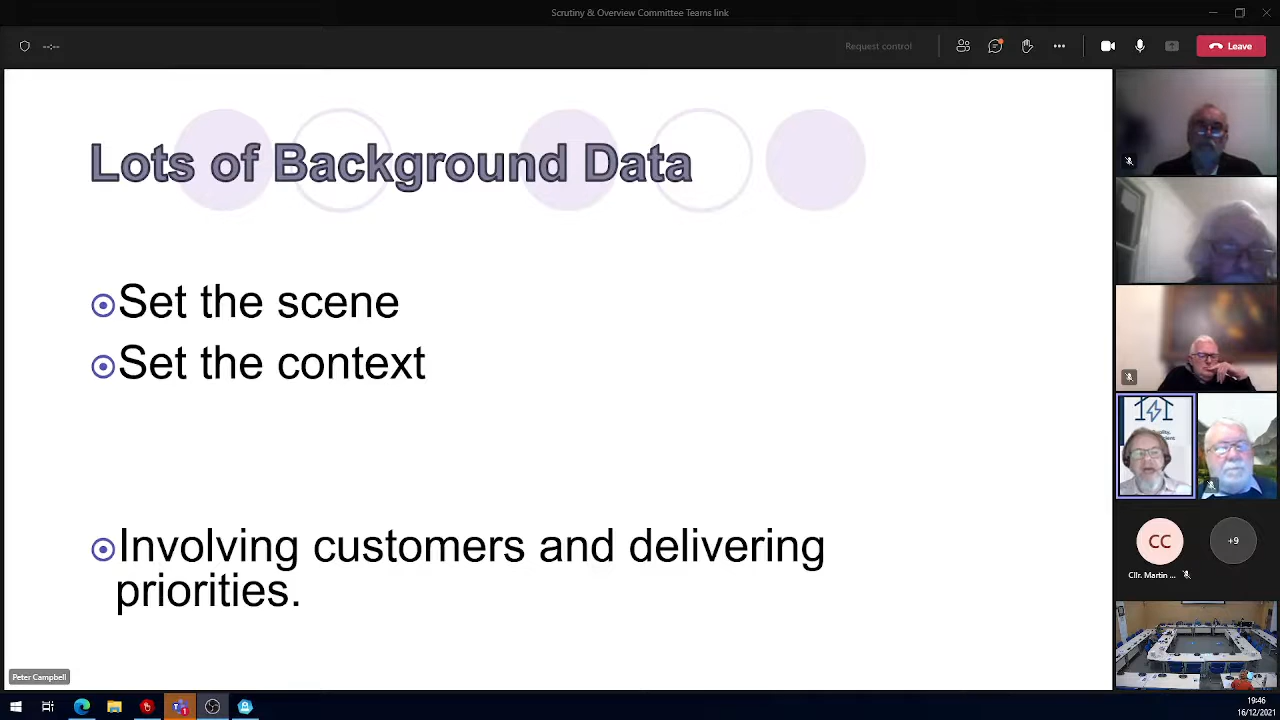 Scrutiny & Overview Committee Teams link
--:--
Request control
Leave
Lots of Background Data
Set the scene
Set the context
Involving customers and delivering
priorities.
CC
+9
Cllr. Martin ...
Peter Campbell
1
19:46
16/12/2021